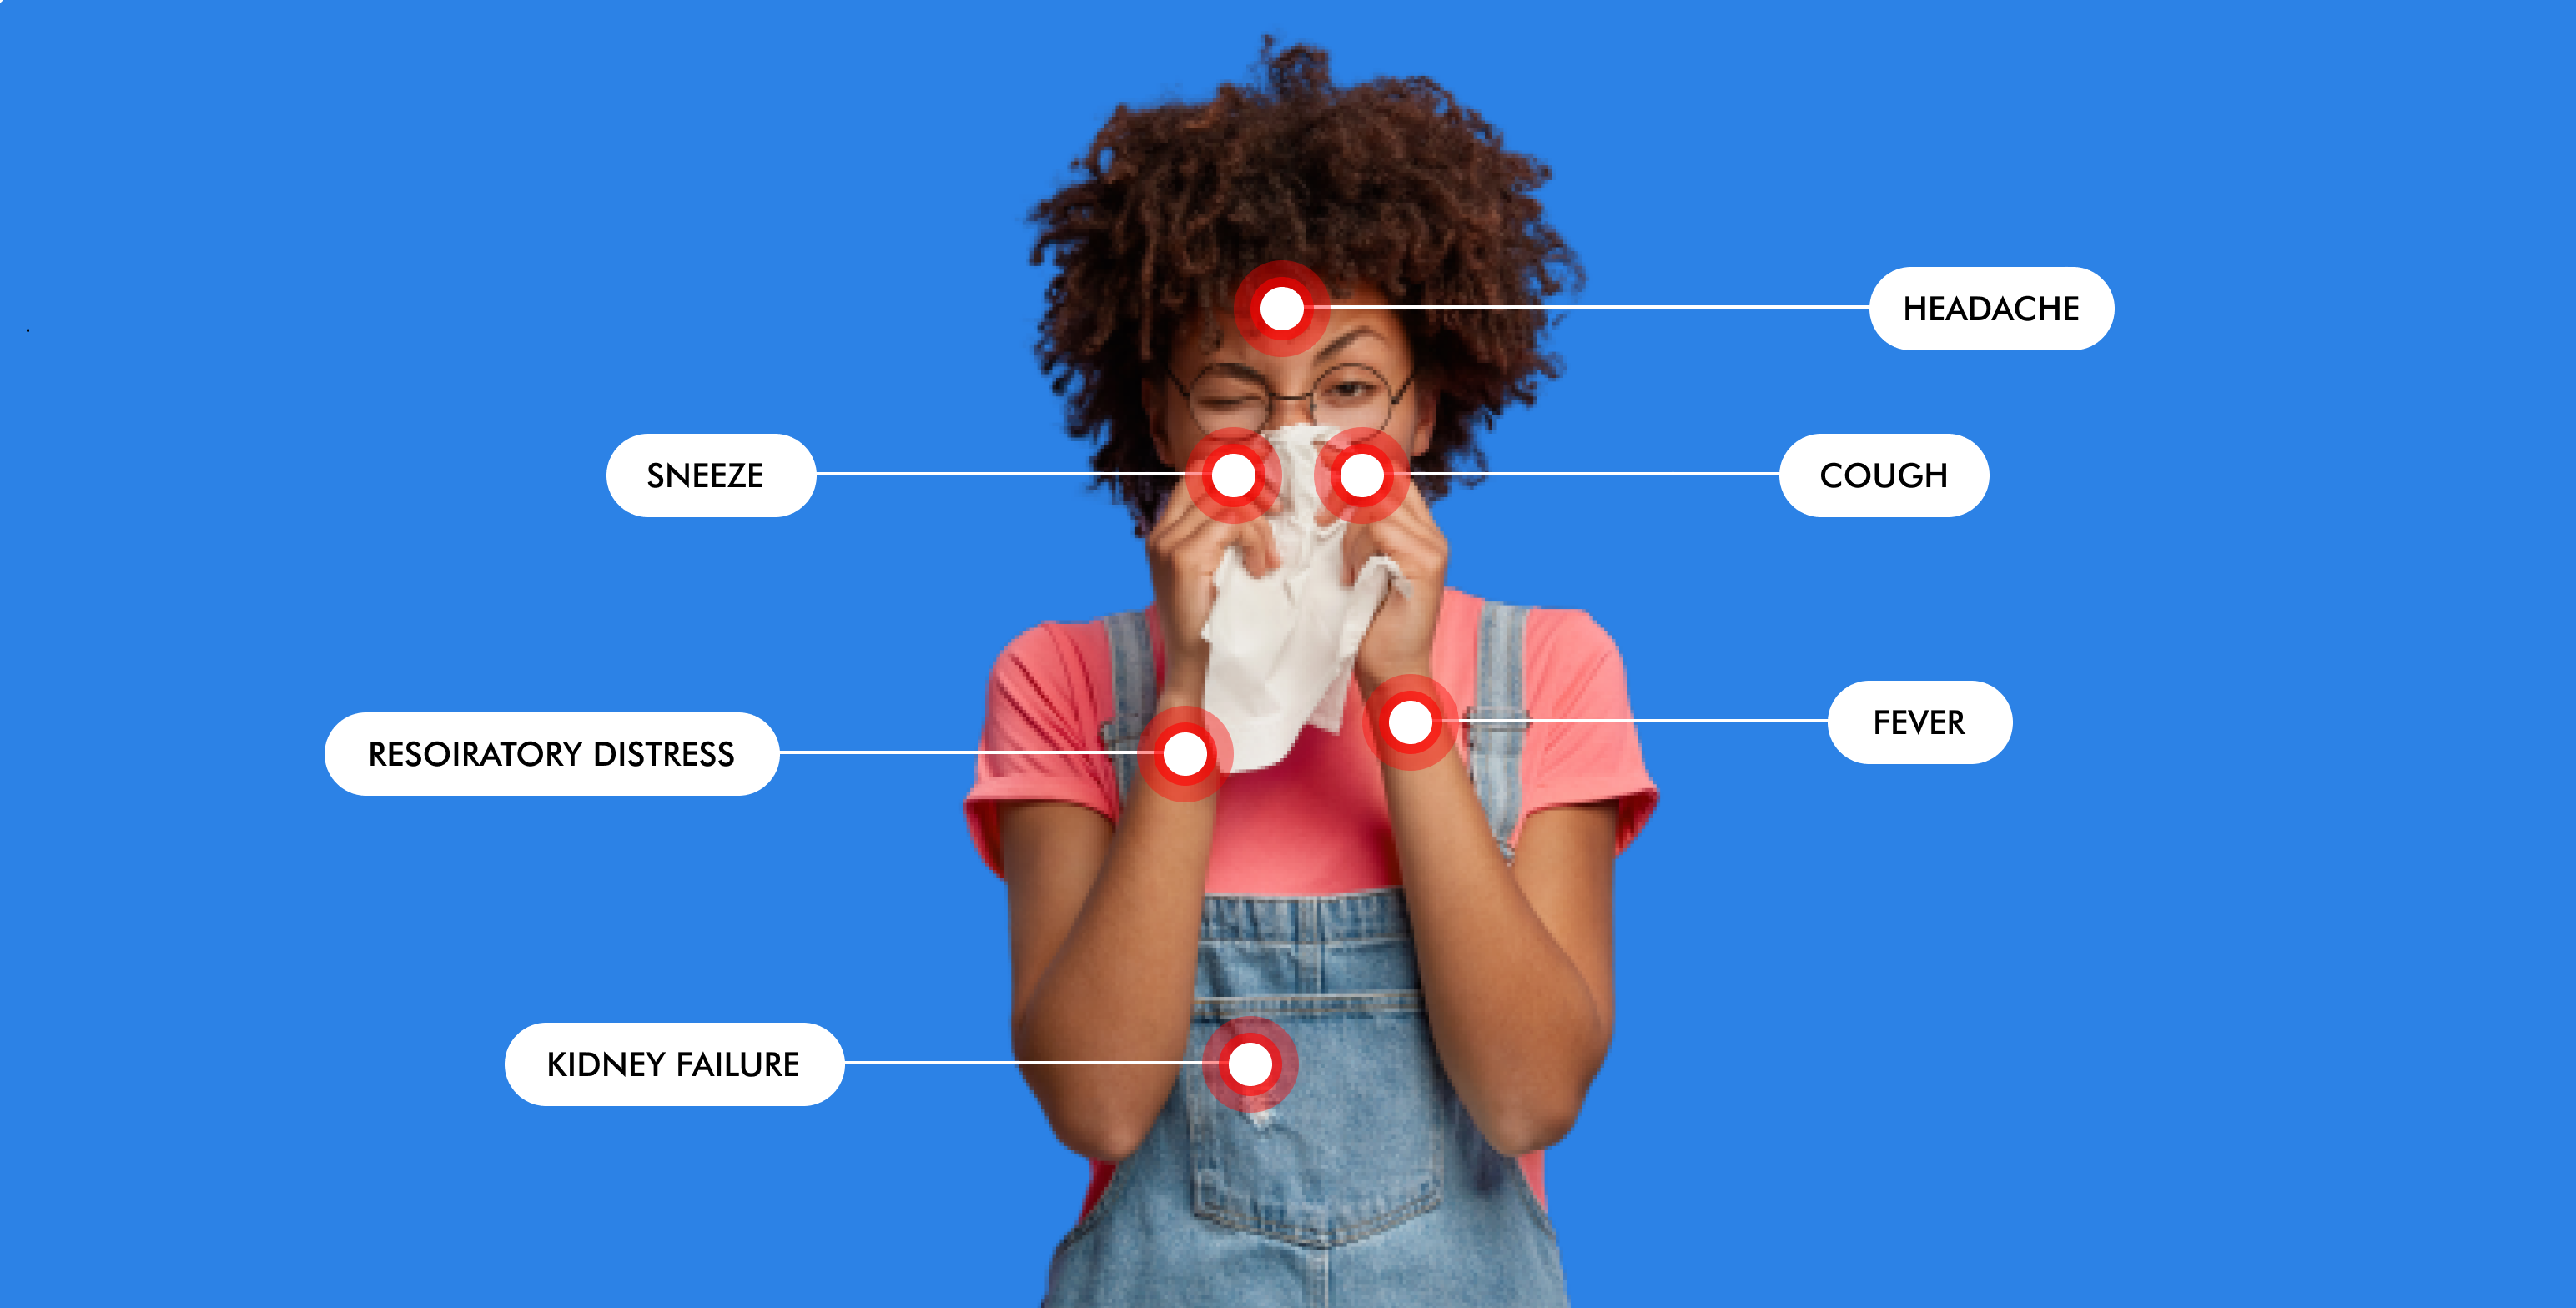 HEADACHE
SNEEZE
COUGH
RESOIRATORY DISTRESS
FEVER
KIDNEY FAILURE